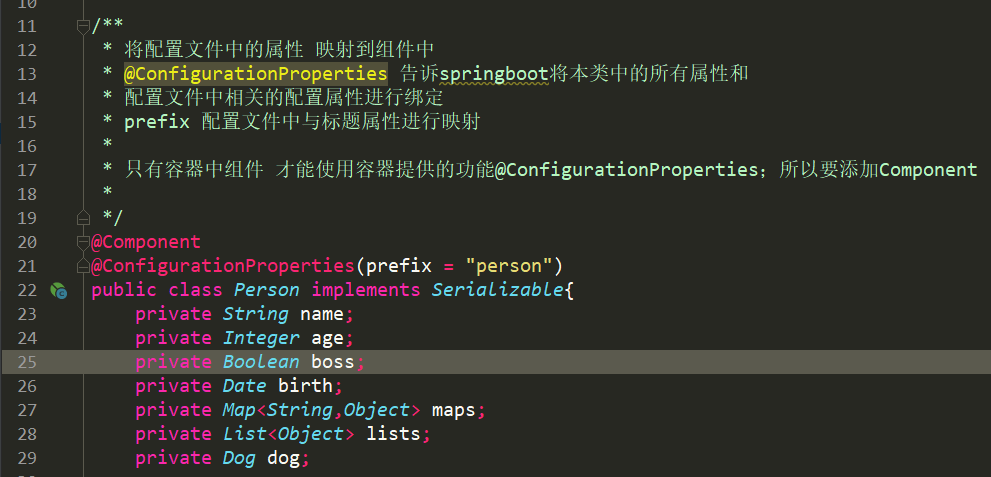 10
11 /**
12  * 将配置文件中的属性 映射到组件中
13  * @ConfigurationProperties 告诉springboot将本类中的所有属性和
14  * 配置文件中相关的配置属性进行绑定
15  * prefix 配置文件中与标题属性进行映射
16  *
17  * 只有容器中组件 才能使用容器提供的功能@ConfigurationProperties；所以要添加Component
18  *
19  */
20 @Component
21 @ConfigurationProperties(prefix = "person")
22 public class Person implements Serializable{
23     private String name;
24     private Integer age;
25     private Boolean boss;
26     private Date birth;
27     private Map<String,Object> maps;
28     private List<Object> lists;
29     private Dog dog;